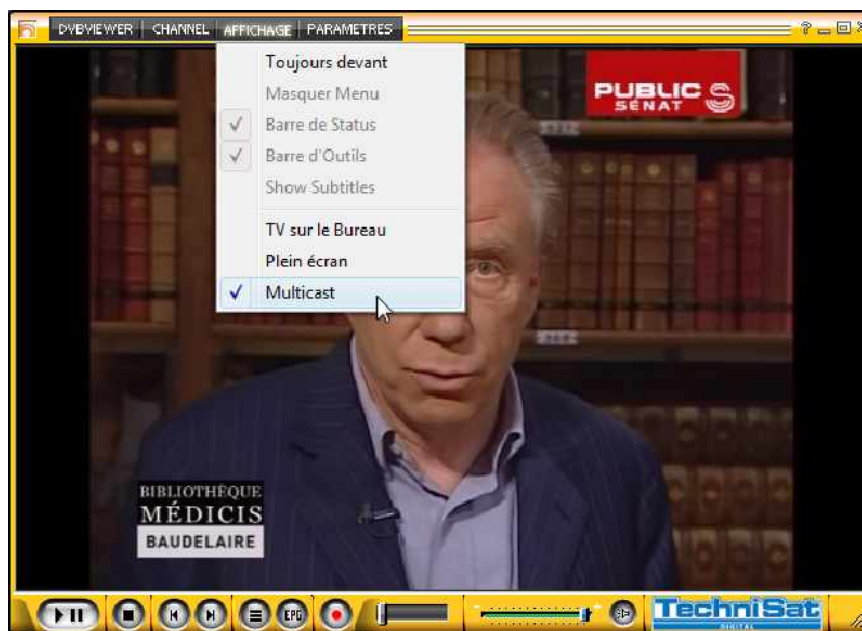 DVBVIEWER CHANNEL AFFICHAGE PARAMETRES
Toujours devant
Masquer Menu
Barre de Status
Barre d'Outils
Show Subtitles
TV sur le Bureau
Plein écran
Multicast
PUBLIC S
SÉNAT
BIBLIOTHÈQUE
MÉDICIS
BAUDELAIRE
EPG
TechniSat
DIGITAL